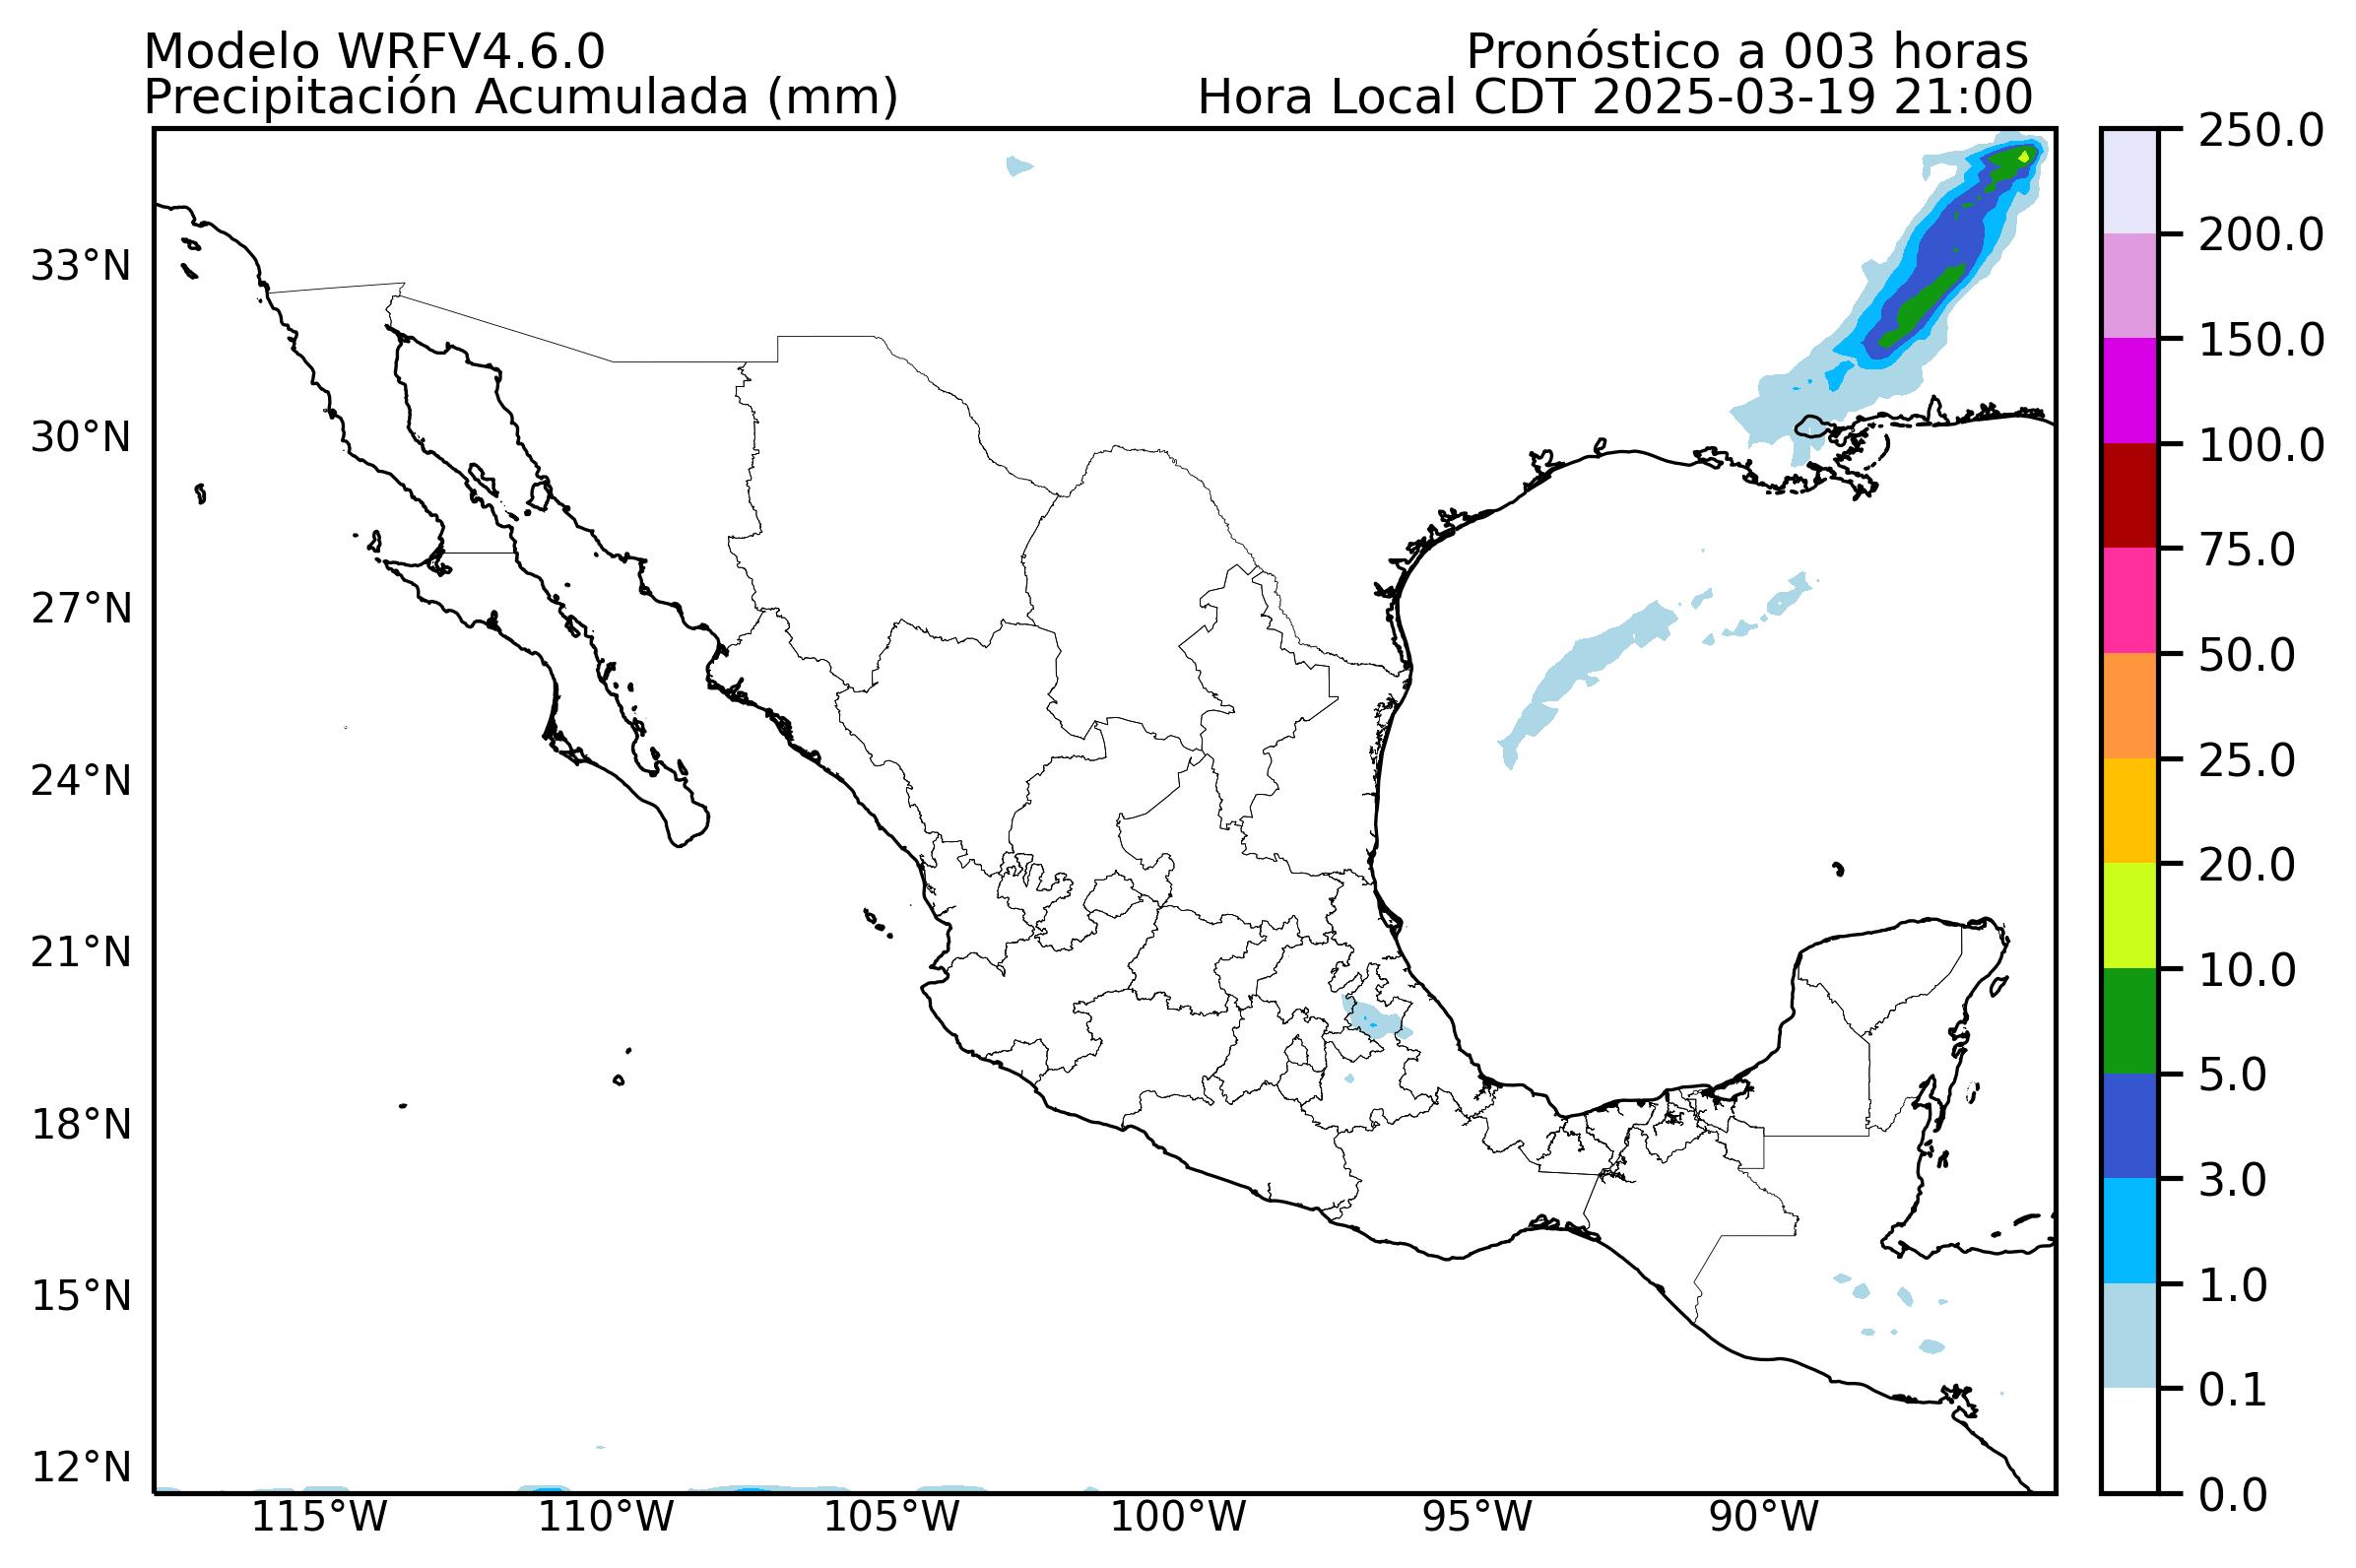 Modelo WRFV4.6.0
Pronóstico a 003 horas
Precipitación Acumulada (mm)
Hora Local CDT 2025-03-19 21:00
33°N
30°N
27°N
24°N
21°N
18°N
15°N
12°N
115°W
110°W
105°W
100°W
95°W
90°W
250.0
200.0
150.0
100.0
75.0
50.0
25.0
20.0
10.0
5.0
3.0
1.0
0.1
0.0